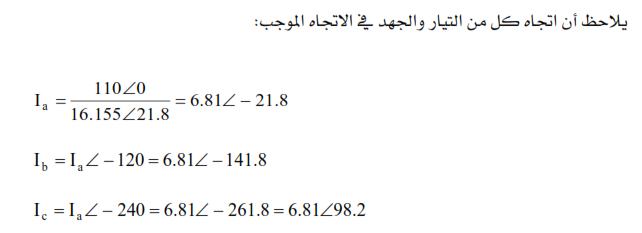 يلاحظ أن اتجاه كل من التيار والجهد في الاتجاه الموجب:
I_a = 110∠0 / 16.155∠21.8 = 6.81∠ − 21.8
I_b = I_a∠ − 120 = 6.81∠ − 141.8
I_c = I_a∠ − 240 = 6.81∠ − 261.8 = 6.81∠98.2